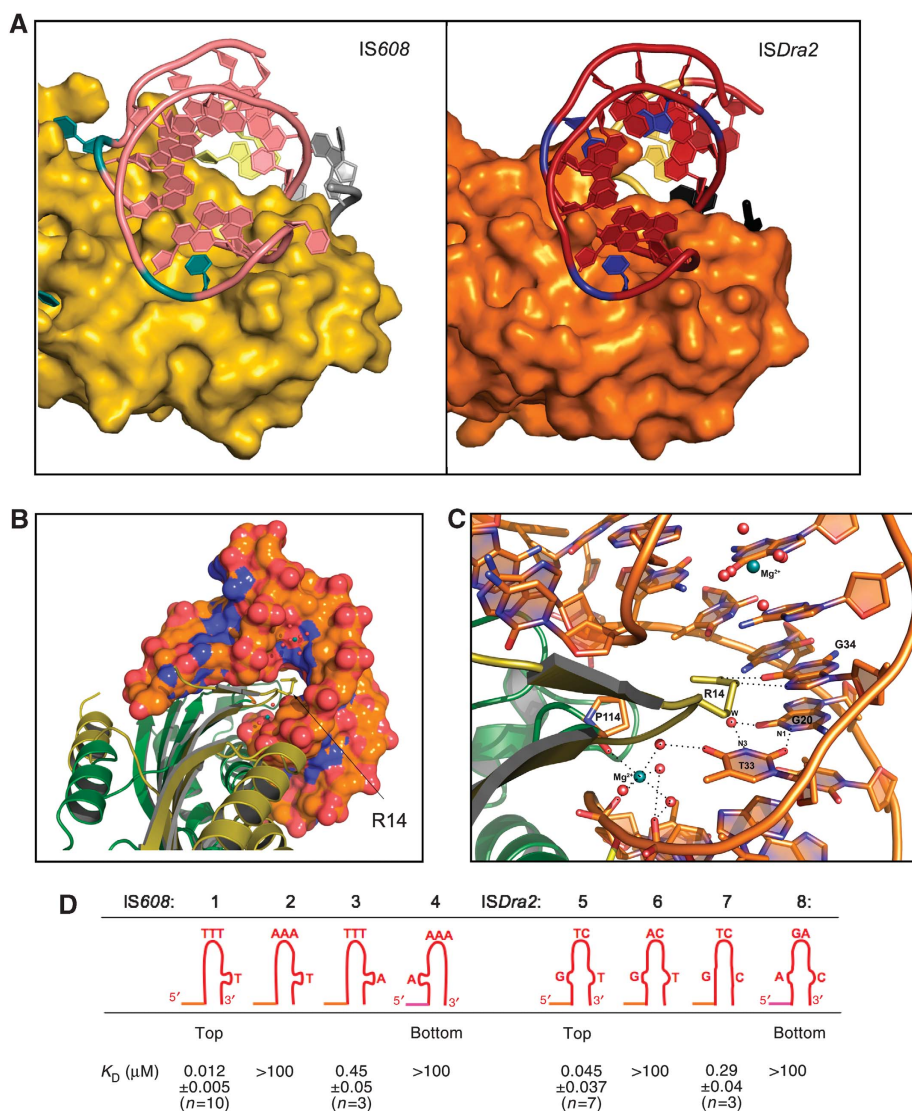 A
IS608
ISDra2
B
R14
C
Mg²⁺
G34
R14
W
G20
P114
N1
N3
T33
Mg²⁺
D IS608: 1 2 3 4 ISDra2: 5 6 7 8:
TTT AAA TTT AAA TC AC TC GA
T T A A G T G T G C A C
5′ 3′ 5′ 3′ 5′ 3′ 5′ 3′
Top Bottom Top Bottom
KD (μM) 0.012 >100 0.45 >100 0.045 >100 0.29 >100
±0.005 ±0.05 ±0.037 ±0.04
(n=10) (n=3) (n=7) (n=3)